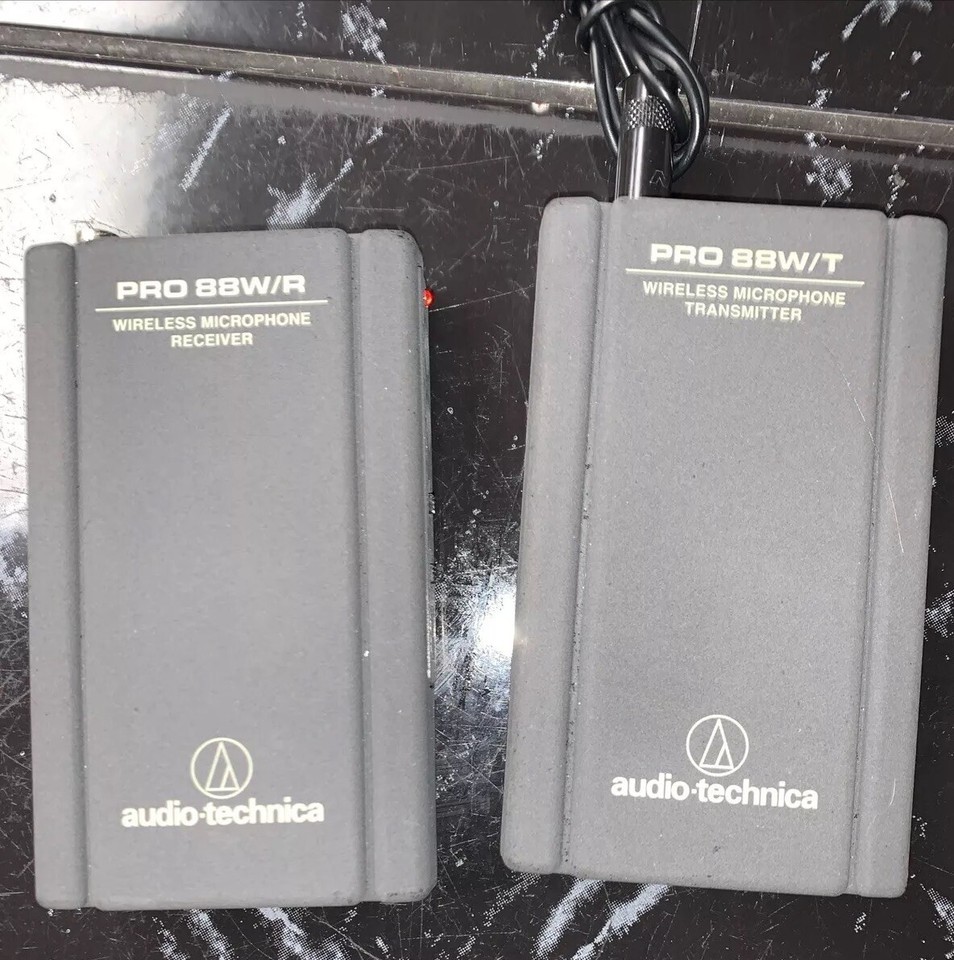 PRO 88W/R
WIRELESS MICROPHONE
RECEIVER
audio-technica
PRO 88W/T
WIRELESS MICROPHONE
TRANSMITTER
audio-technica